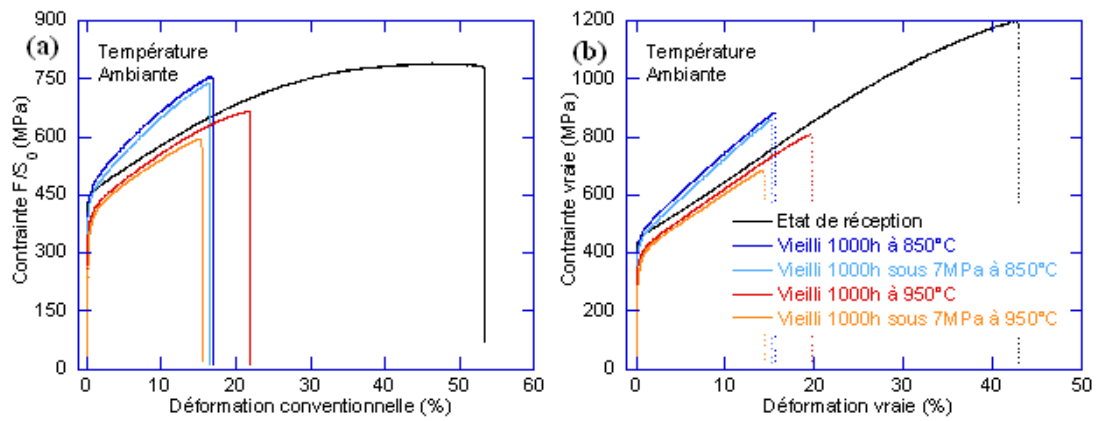 (a)
Température
Ambiante
Contrainte F/S0 (MPa)
900
750
600
450
300
150
0
0 10 20 30 40 50 60
Déformation conventionnelle (%)
(b)
Température
Ambiante
Contrainte vraie (MPa)
1200
1000
800
600
400
200
0
Etat de réception
Vieilli 1000h à 850°C
Vieilli 1000h sous 7MPa à 850°C
Vieilli 1000h à 950°C
Vieilli 1000h sous 7MPa à 950°C
0 10 20 30 40 50
Déformation vraie (%)